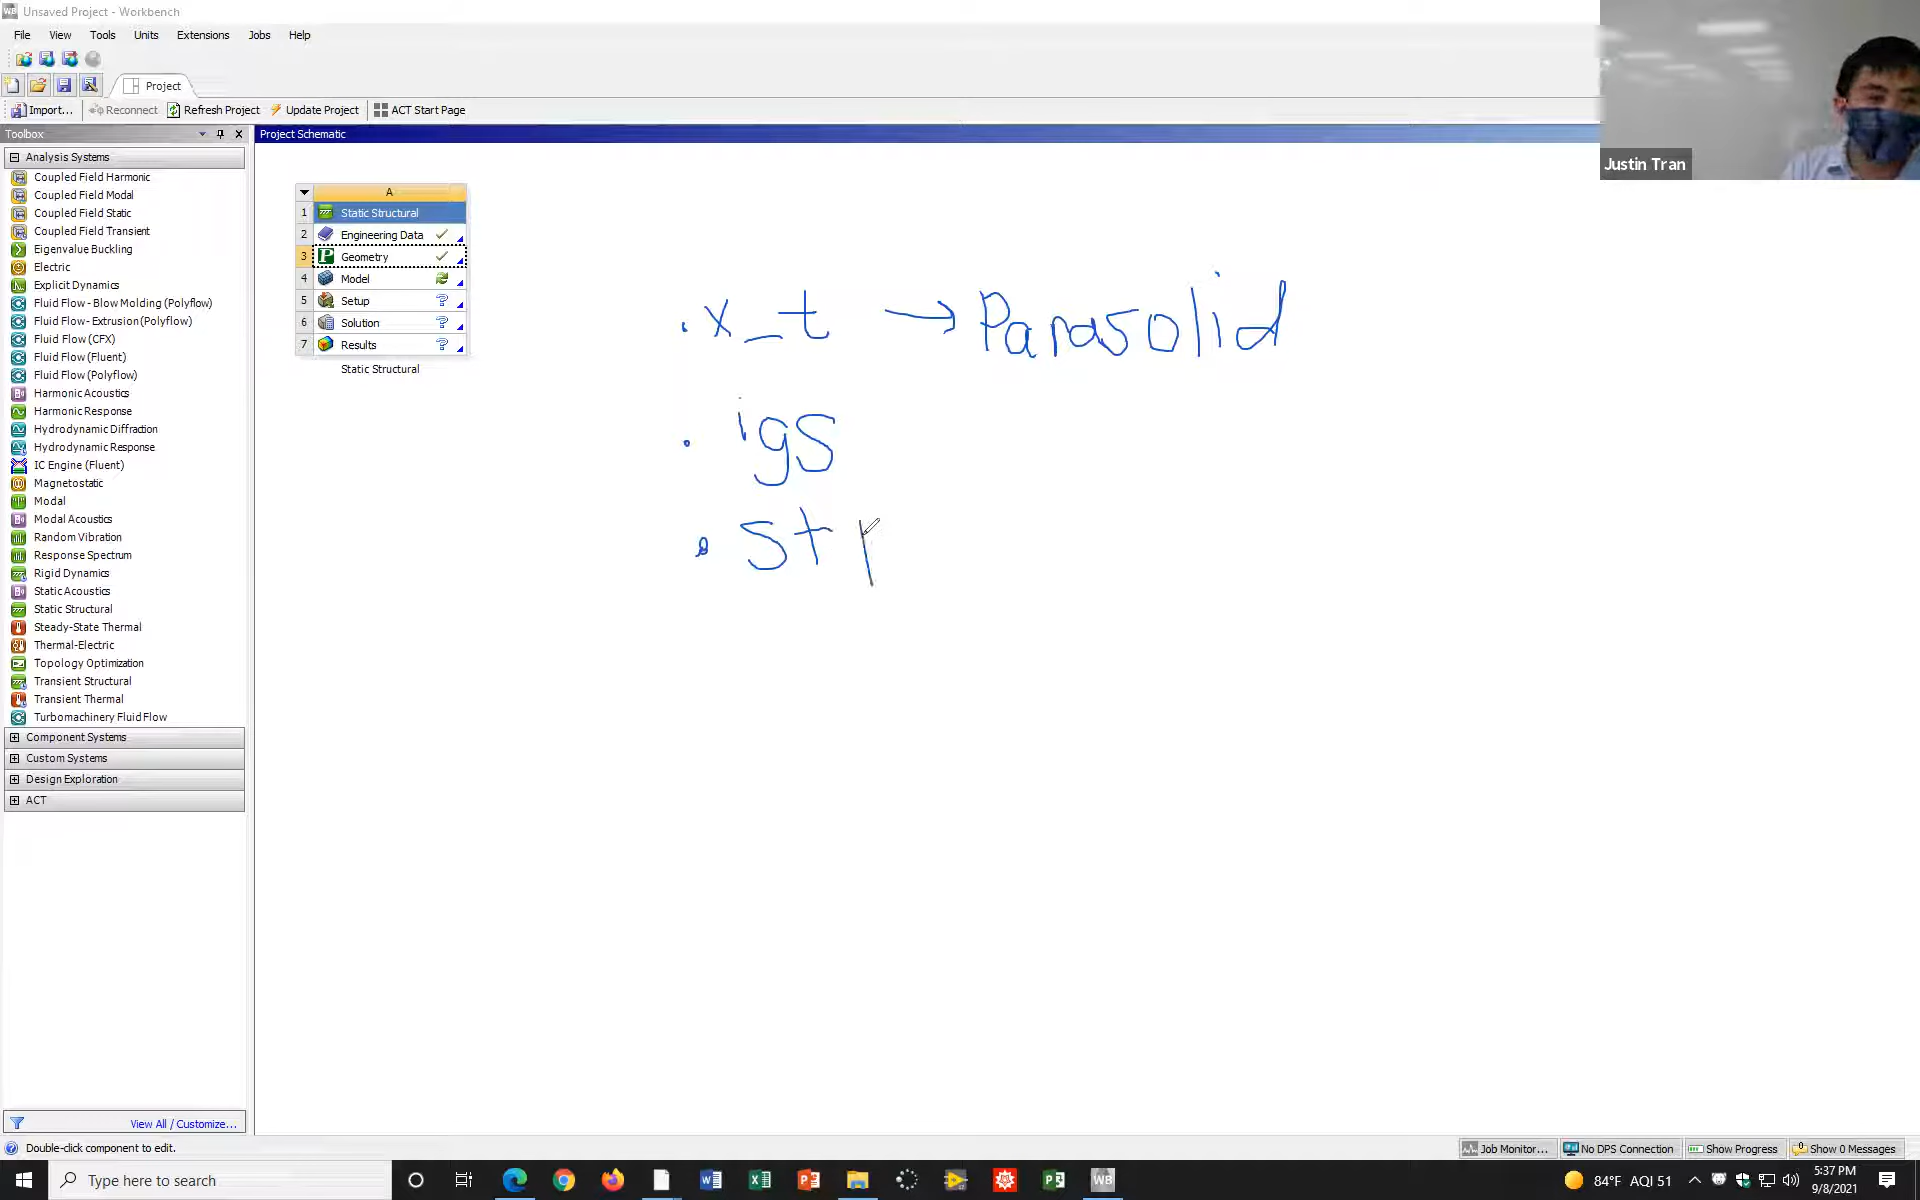 Unsaved Project - Workbench
File View Tools Units Extensions Jobs Help
Project
Import... Reconnect Refresh Project Update Project ACT Start Page
Toolbox
Project Schematic
Justin Tran
Analysis Systems
Coupled Field Harmonic
Coupled Field Modal
Coupled Field Static
Coupled Field Transient
Eigenvalue Buckling
Electric
Explicit Dynamics
Fluid Flow - Blow Molding (Polyflow)
Fluid Flow - Extrusion (Polyflow)
Fluid Flow (CFX)
Fluid Flow (Fluent)
Fluid Flow (Polyflow)
Harmonic Acoustics
Harmonic Response
Hydrodynamic Diffraction
Hydrodynamic Response
IC Engine (Fluent)
Magnetostatic
Modal
Modal Acoustics
Random Vibration
Response Spectrum
Rigid Dynamics
Static Acoustics
Static Structural
Steady-State Thermal
Thermal-Electric
Topology Optimization
Transient Structural
Transient Thermal
Turbomachinery Fluid Flow
Component Systems
Custom Systems
Design Exploration
ACT
View All / Customize...
A
1 Static Structural
2 Engineering Data
3 Geometry
4 Model
5 Setup
6 Solution
7 Results
Static Structural
.x_t → Parasolid
. igs
. stp
Double-click component to edit.
Job Monitor... No DPS Connection Show Progress Show 0 Messages
Type here to search
84°F AQI 51
5:37 PM
9/8/2021